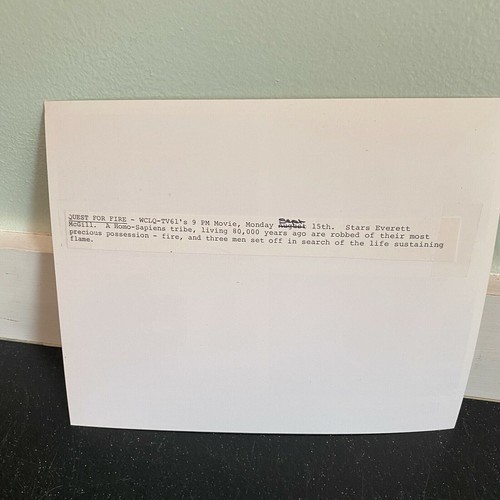 QUEST FOR FIRE - WCLQ-TV61's 9 PM Movie, Monday August 15th. Stars Everett
McGill. A Homo-Sapiens tribe, living 80,000 years ago are robbed of their most
precious possession - fire, and three men set off in search of the life sustaining
flame.